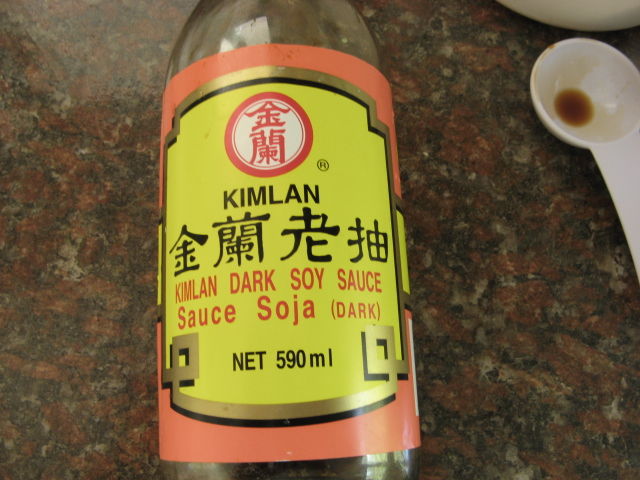 金蘭
®
KIMLAN
金蘭老抽
KIMLAN DARK SOY SAUCE
Sauce Soja (DARK)
NET 590ml